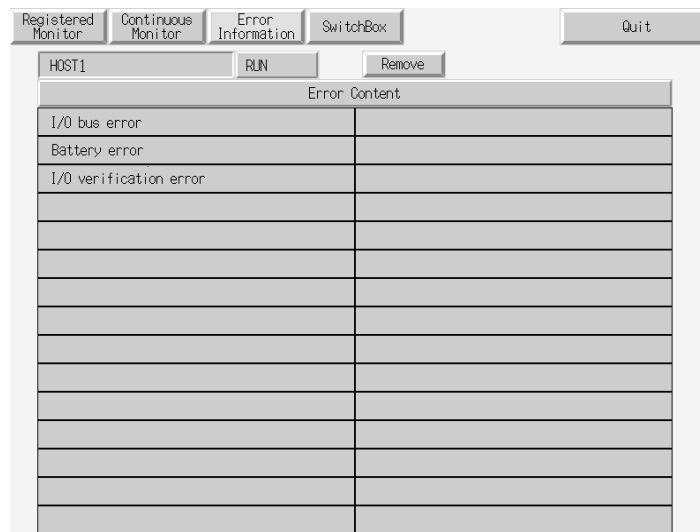 Registered
Monitor
Continuous
Monitor
Error
Information
SwitchBox
Quit
HOST1
RUN
Remove
Error Content
I/O bus error
Battery error
I/O verification error